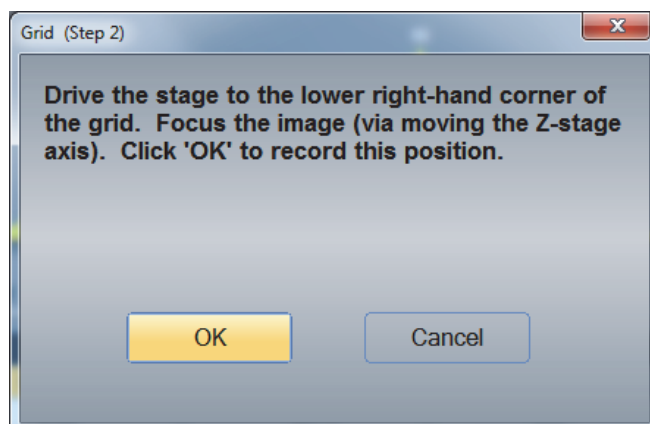 Grid (Step 2)
Drive the stage to the lower right-hand corner of
the grid. Focus the image (via moving the Z-stage
axis). Click 'OK' to record this position.
OK Cancel